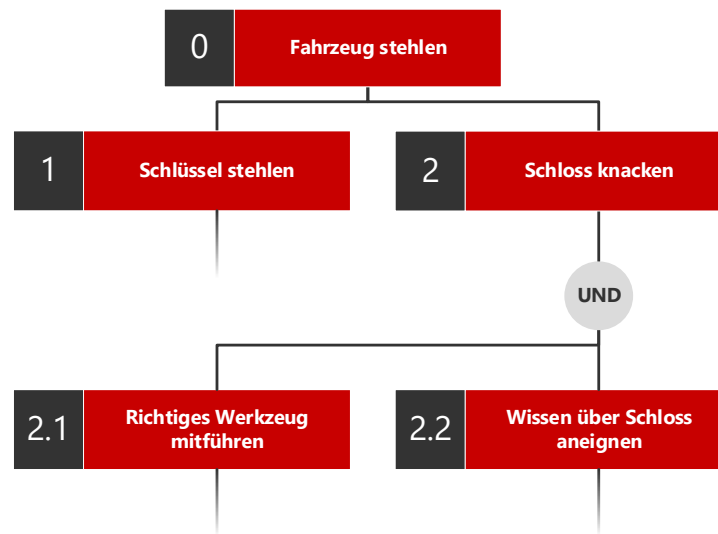 0
Fahrzeug stehlen
1
Schlüssel stehlen
2
Schloss knacken
UND
2.1
Richtiges Werkzeug
mitführen
2.2
Wissen über Schloss
aneignen